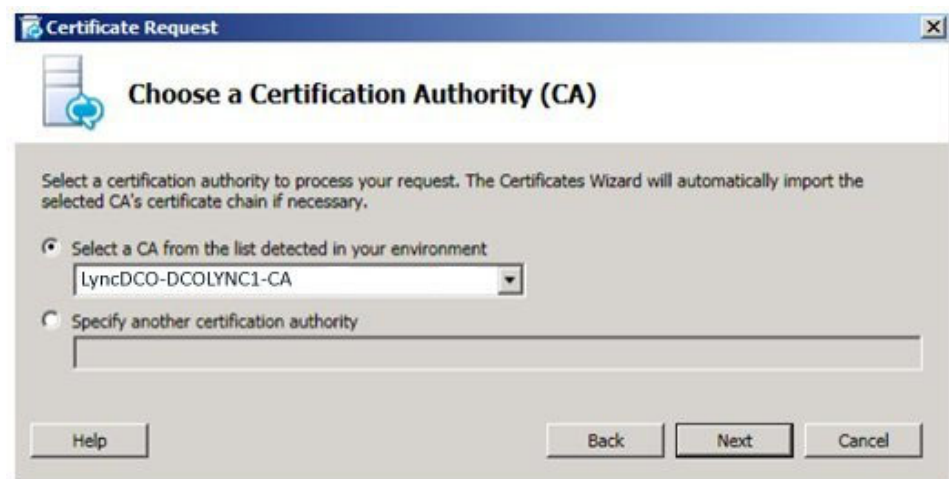 Certificate Request
Choose a Certification Authority (CA)
Select a certification authority to process your request. The Certificates Wizard will automatically import the
selected CA's certificate chain if necessary.
Select a CA from the list detected in your environment
LyncDCO-DCOLYNC1-CA
Specify another certification authority
Help Back Next Cancel